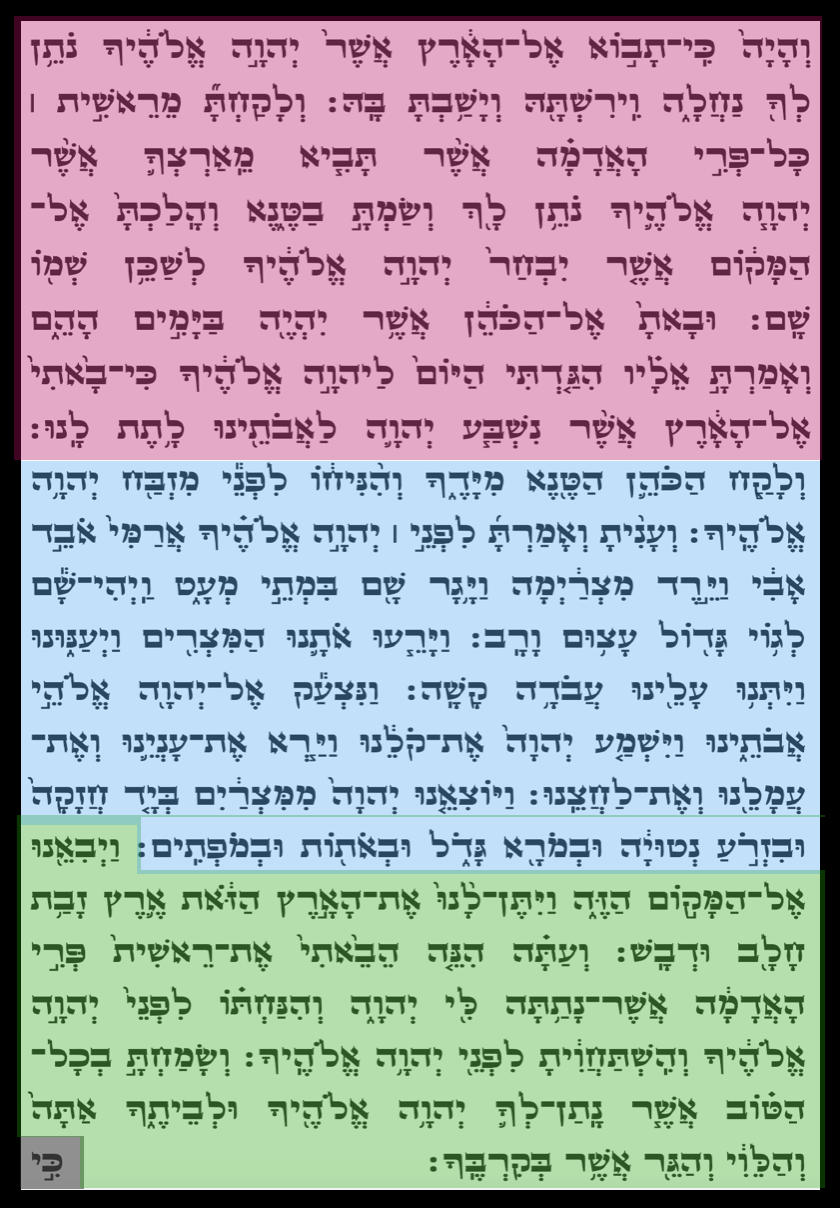 וְהָיָה֙ כִּֽי־תָב֣וֹא אֶל־הָאָ֔רֶץ אֲשֶׁר֙ יְהוָ֣ה אֱלֹהֶ֔יךָ נֹתֵ֥ן
לְךָ֖ נַחֲלָ֑ה וִֽירִשְׁתָּ֖הּ וְיָשַׁ֥בְתָּ בָּֽהּ׃ וְלָקַחְתָּ֞ מֵרֵאשִׁ֣ית ׀
כׇּל־פְּרִ֣י הָאֲדָמָ֗ה אֲשֶׁ֨ר תָּבִ֧יא מֵֽאַרְצְךָ֛ אֲשֶׁ֨ר
יְהוָ֧ה אֱלֹהֶ֛יךָ נֹתֵ֥ן לָ֖ךְ וְשַׂמְתָּ֣ בַטֶּ֑נֶא וְהָֽלַכְתָּ֙ אֶל־
הַמָּק֔וֹם אֲשֶׁ֤ר יִבְחַר֙ יְהוָ֣ה אֱלֹהֶ֔יךָ לְשַׁכֵּ֥ן שְׁמ֖וֹ
שָֽׁם׃ וּבָאתָ֙ אֶל־הַכֹּהֵ֔ן אֲשֶׁ֥ר יִהְיֶ֖ה בַּיָּמִ֣ים הָהֵ֑ם
וְאָמַרְתָּ֣ אֵלָ֗יו הִגַּ֤דְתִּי הַיּוֹם֙ לַיהוָ֣ה אֱלֹהֶ֔יךָ כִּי־בָ֙אתִי֙
אֶל־הָאָ֔רֶץ אֲשֶׁ֨ר נִשְׁבַּ֧ע יְהוָ֛ה לַאֲבֹתֵ֖ינוּ לָ֥תֶת לָֽנוּ׃
וְלָקַ֧ח הַכֹּהֵ֛ן הַטֶּ֖נֶא מִיָּדֶ֑ךָ וְהִ֨נִּיח֔וֹ לִפְנֵ֕י מִזְבַּ֖ח יְהוָ֥ה
אֱלֹהֶֽיךָ׃ וְעָנִ֨יתָ וְאָמַרְתָּ֜ לִפְנֵ֣י ׀ יְהוָ֣ה אֱלֹהֶ֗יךָ אֲרַמִּי֙ אֹבֵ֣ד
אָבִ֔י וַיֵּ֣רֶד מִצְרַ֔יְמָה וַיָּ֥גׇר שָׁ֖ם בִּמְתֵ֣י מְעָ֑ט וַֽיְהִי־שָׁ֕ם
לְג֥וֹי גָּד֖וֹל עָצ֥וּם וָרָֽב׃ וַיָּרֵ֧עוּ אֹתָ֛נוּ הַמִּצְרִ֖ים וַיְעַנּ֑וּנוּ
וַיִּתְּנ֥וּ עָלֵ֖ינוּ עֲבֹדָ֥ה קָשָֽׁה׃ וַנִּצְעַ֕ק אֶל־יְהוָ֖ה אֱלֹהֵ֣י
אֲבֹתֵ֑ינוּ וַיִּשְׁמַ֤ע יְהוָה֙ אֶת־קֹלֵ֔נוּ וַיַּ֧רְא אֶת־עׇנְיֵ֛נוּ וְאֶת־
עֲמָלֵ֖נוּ וְאֶת־לַחֲצֵֽנוּ׃ וַיּוֹצִאֵ֤נוּ יְהוָה֙ מִמִּצְרַ֔יִם בְּיָ֤ד חֲזָקָה֙
וּבִזְרֹ֣עַ נְטוּיָ֔ה וּבְמֹרָ֖א גָּדֹ֑ל וּבְאֹת֖וֹת וּבְמֹפְתִֽים׃ וַיְבִאֵ֖נוּ
אֶל־הַמָּק֣וֹם הַזֶּ֑ה וַיִּתֶּן־לָ֙נוּ֙ אֶת־הָאָ֣רֶץ הַזֹּ֔את אֶ֛רֶץ זָבַ֥ת
חָלָ֖ב וּדְבָֽשׁ׃ וְעַתָּ֗ה הִנֵּ֤ה הֵבֵ֙אתִי֙ אֶת־רֵאשִׁית֙ פְּרִ֣י
הָאֲדָמָ֔ה אֲשֶׁר־נָתַ֥תָּה לִּ֖י יְהוָ֑ה וְהִנַּחְתּ֗וֹ לִפְנֵי֙ יְהוָ֣ה
אֱלֹהֶ֔יךָ וְהִֽשְׁתַּחֲוִ֔יתָ לִפְנֵ֖י יְהוָ֥ה אֱלֹהֶֽיךָ׃ וְשָׂמַחְתָּ֣ בְכׇל־
הַטּ֗וֹב אֲשֶׁ֧ר נָֽתַן־לְךָ֛ יְהוָ֥ה אֱלֹהֶ֖יךָ וּלְבֵיתֶ֑ךָ אַתָּה֙
וְהַלֵּוִ֔י וְהַגֵּ֖ר אֲשֶׁ֥ר בְּקִרְבֶּֽךָ׃ כִּ֣י